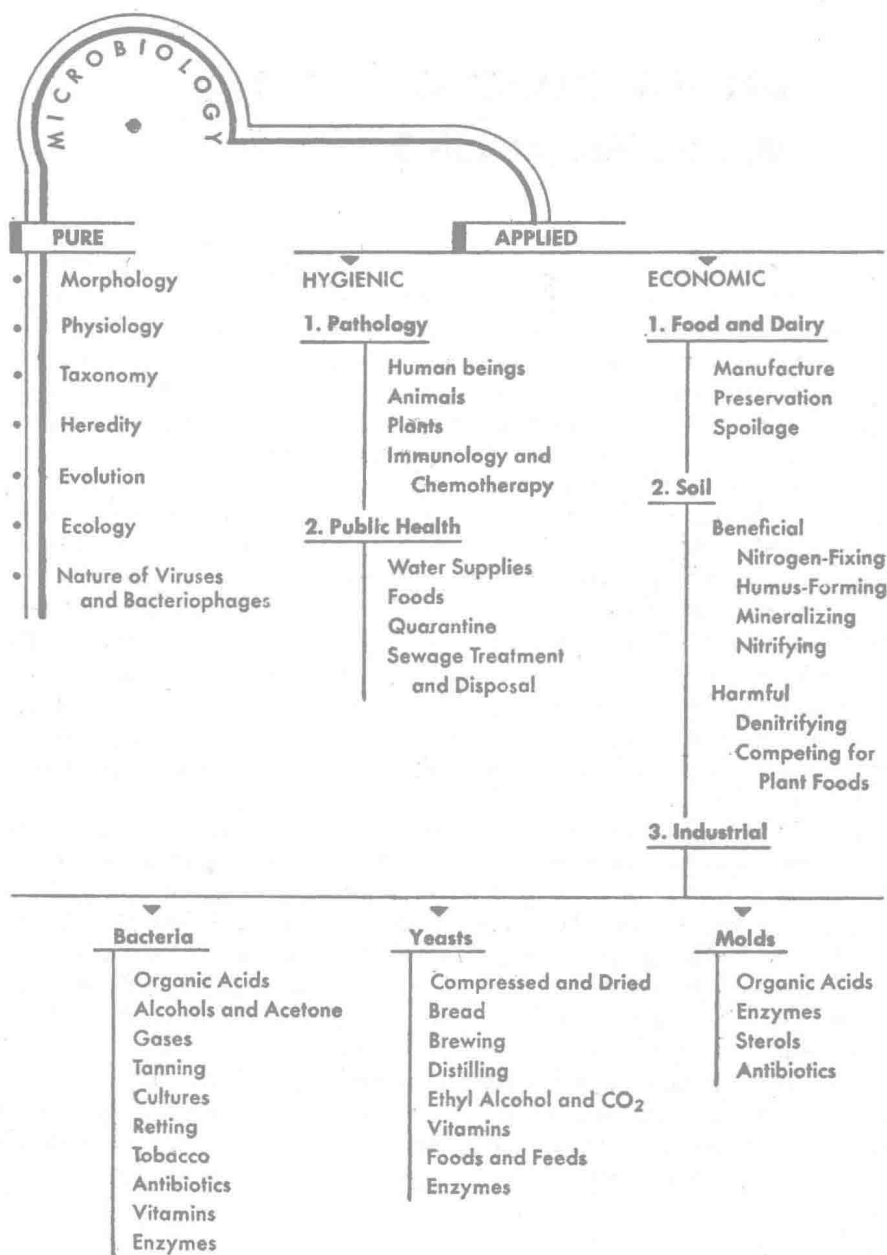 MICROBIOLOGY
PURE
Morphology
Physiology
Taxonomy
Heredity
Evolution
Ecology
Nature of Viruses
and Bacteriophages
APPLIED
HYGIENIC
1. Pathology
Human beings
Animals
Plants
Immunology and
Chemotherapy
2. Public Health
Water Supplies
Foods
Quarantine
Sewage Treatment
and Disposal
ECONOMIC
1. Food and Dairy
Manufacture
Preservation
Spoilage
2. Soil
Beneficial
Nitrogen-Fixing
Humus-Forming
Mineralizing
Nitrifying
Harmful
Denitrifying
Competing for
Plant Foods
3. Industrial
Bacteria
Organic Acids
Alcohols and Acetone
Gases
Tanning
Cultures
Retting
Tobacco
Antibiotics
Vitamins
Enzymes
Yeasts
Compressed and Dried
Bread
Brewing
Distilling
Ethyl Alcohol and CO₂
Vitamins
Foods and Feeds
Enzymes
Molds
Organic Acids
Enzymes
Sterols
Antibiotics